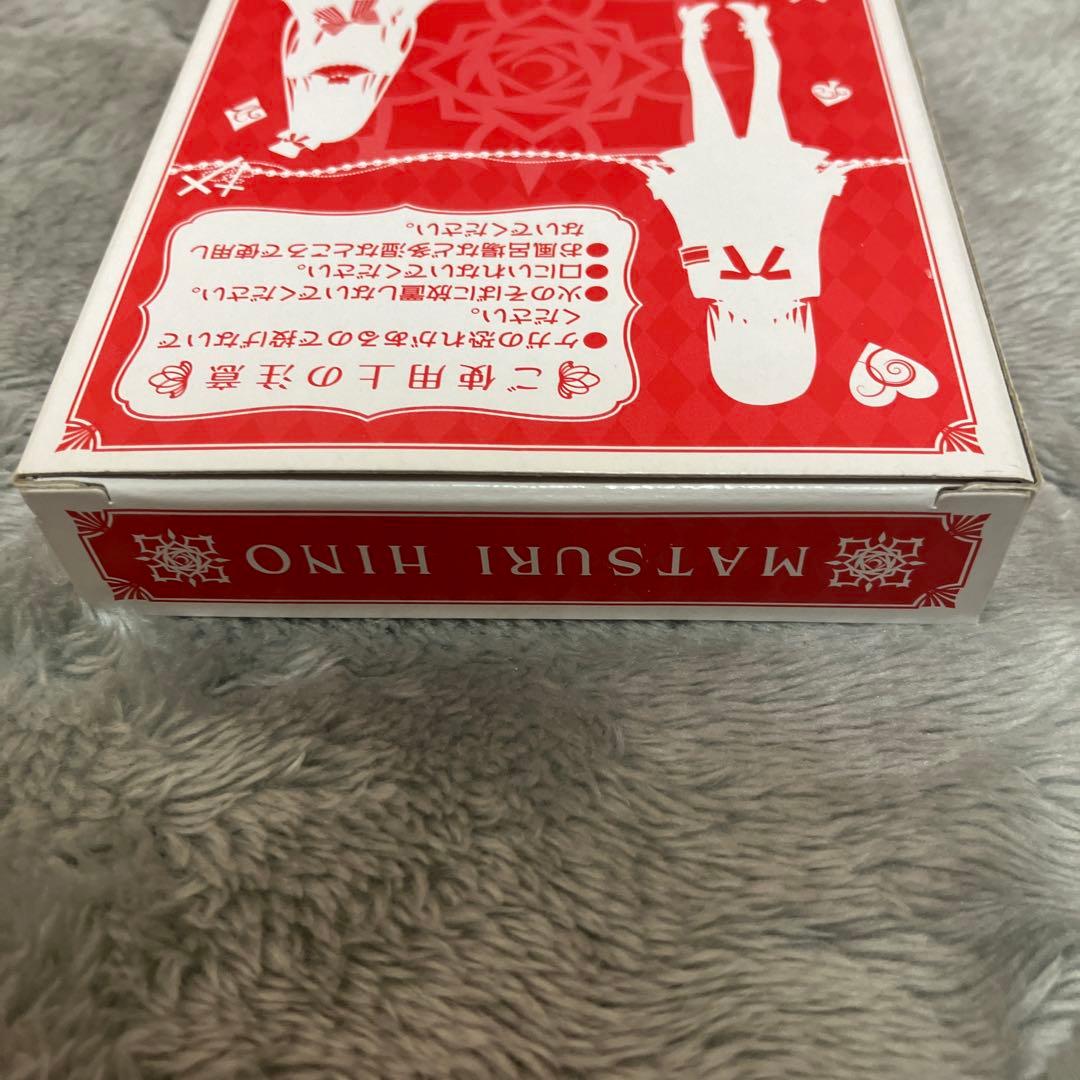 ご使用上の注意
●ケガの恐れがあるので投げないで
ください。
●火のそばに放置しないでください。
●口にいれないでください。
●お風呂場など多湿なところで使用し
ないでください。
MATSURI HINO